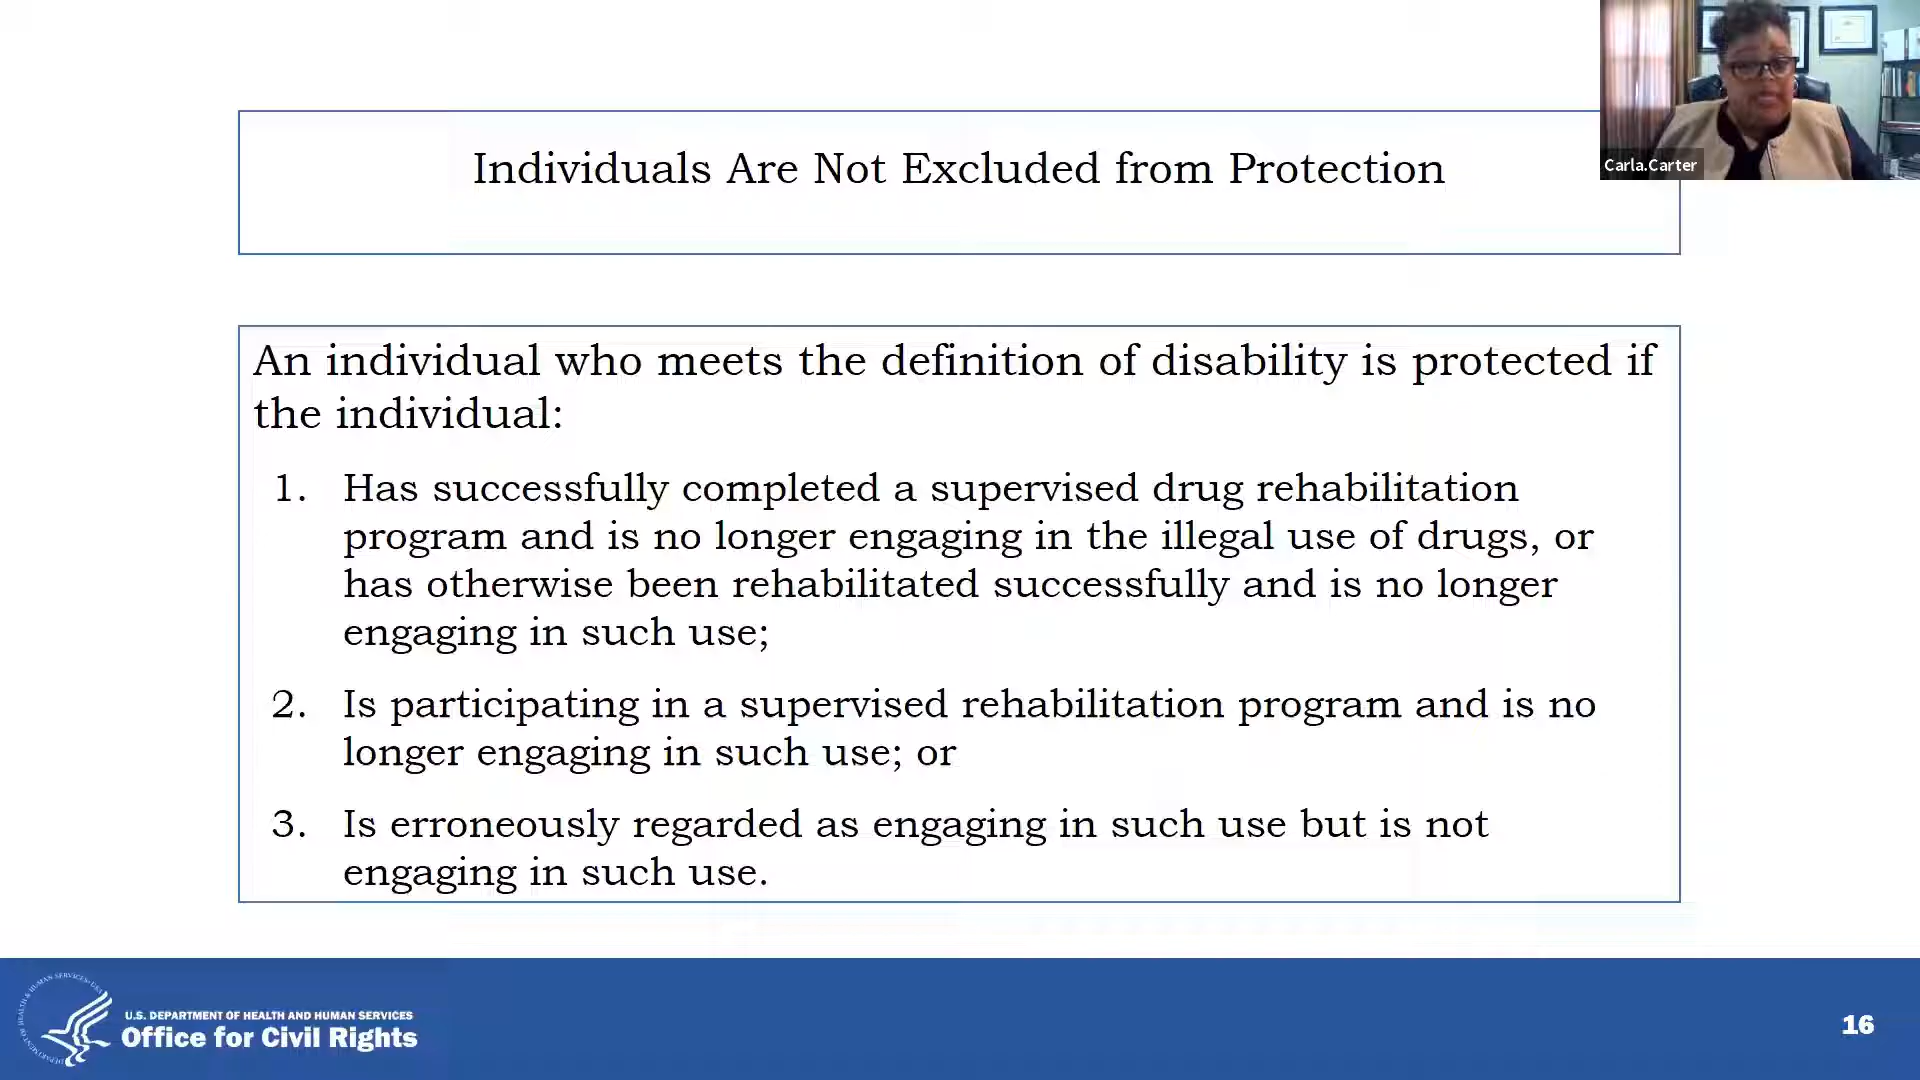 Individuals Are Not Excluded from Protection
Carla.Carter
An individual who meets the definition of disability is protected if
the individual:
1. Has successfully completed a supervised drug rehabilitation
program and is no longer engaging in the illegal use of drugs, or
has otherwise been rehabilitated successfully and is no longer
engaging in such use;
2. Is participating in a supervised rehabilitation program and is no
longer engaging in such use; or
3. Is erroneously regarded as engaging in such use but is not
engaging in such use.
U.S. DEPARTMENT OF HEALTH AND HUMAN SERVICES
Office for Civil Rights
16